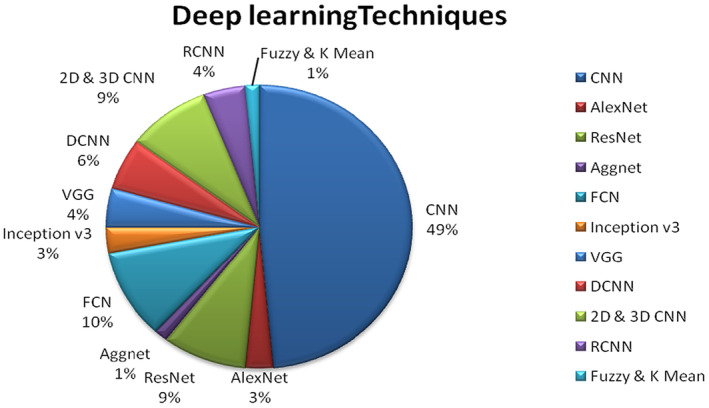 Deep learningTechniques
Fuzzy & K Mean
1%
RCNN
4%
2D & 3D CNN
9%
DCNN
6%
VGG
4%
Inception v3
3%
FCN
10%
Aggnet
1%
ResNet
9%
AlexNet
3%
CNN
49%
CNN
AlexNet
ResNet
Aggnet
FCN
Inception v3
VGG
DCNN
2D & 3D CNN
RCNN
Fuzzy & K Mean